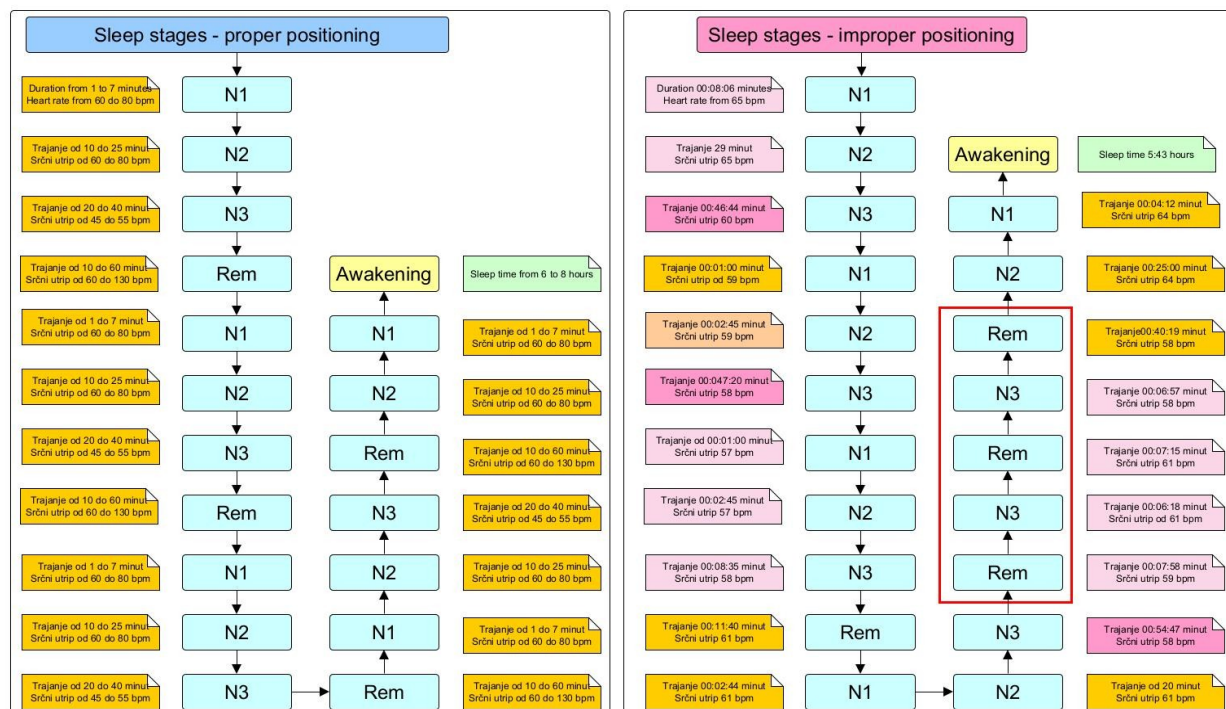 Sleep stages - proper positioning
Duration from 1 to 7 minutes
Heart rate from 60 do 80 bpm
N1
Trajanje od 10 do 25 minut
Srčni utrip od 60 do 80 bpm
N2
Trajanje od 20 do 40 minut
Srčni utrip od 45 do 55 bpm
N3
Trajanje od 10 do 60 minut
Srčni utrip od 60 do 130 bpm
Rem
Trajanje od 1 do 7 minut
Srčni utrip od 60 do 80 bpm
N1
Trajanje od 10 do 25 minut
Srčni utrip od 60 do 80 bpm
N2
Trajanje od 20 do 40 minut
Srčni utrip od 45 do 55 bpm
N3
Trajanje od 10 do 60 minut
Srčni utrip od 60 do 130 bpm
Rem
Trajanje od 1 do 7 minut
Srčni utrip od 60 do 80 bpm
N1
Trajanje od 10 do 25 minut
Srčni utrip od 60 do 80 bpm
N2
Trajanje od 20 do 40 minut
Srčni utrip od 45 do 55 bpm
N3
Awakening
Sleep time from 6 to 8 hours
N1
Trajanje od 1 do 7 minut
Srčni utrip od 60 do 80 bpm
N2
Trajanje od 10 do 25 minut
Srčni utrip od 60 do 80 bpm
Rem
Trajanje od 10 do 60 minut
Srčni utrip od 60 do 130 bpm
N3
Trajanje od 20 do 40 minut
Srčni utrip od 45 do 55 bpm
N2
Trajanje od 10 do 25 minut
Srčni utrip od 60 do 80 bpm
N1
Trajanje od 1 do 7 minut
Srčni utrip od 60 do 80 bpm
Rem
Trajanje od 10 do 60 minut
Srčni utrip od 60 do 130 bpm
Sleep stages - improper positioning
Duration 00:08:06 minutes
Heart rate from 65 bpm
N1
Trajanje 29 minut
Srčni utrip 65 bpm
N2
Trajanje 00:46:44 minut
Srčni utrip 60 bpm
N3
Trajanje 00:01:00 minut
Srčni utrip od 59 bpm
N1
Trajanje 00:02:45 minut
Srčni utrip 59 bpm
N2
Trajanje 00:047:20 minut
Srčni utrip 58 bpm
N3
Trajanje od 00:01:00 minut
Srčni utrip 57 bpm
N1
Trajanje 00:02:45 minut
Srčni utrip 57 bpm
N2
Trajanje 00:08:35 minut
Srčni utrip 58 bpm
N3
Trajanje 00:11:40 minut
Srčni utrip 61 bpm
Rem
Trajanje 00:02:44 minut
Srčni utrip 61 bpm
N1
Awakening
Sleep time 5:43 hours
N1
Trajanje 00:04:12 minut
Srčni utrip 64 bpm
N2
Trajanje 00:25:00 minut
Srčni utrip 64 bpm
Rem
Trajanje00:40:19 minut
Srčni utrip 58 bpm
N3
Trajanje 00:06:57 minut
Srčni utrip 58 bpm
Rem
Trajanje 00:07:15 minut
Srčni utrip 61 bpm
N3
Trajanje 00:06:18 minut
Srčni utrip od 61 bpm
Rem
Trajanje 00:07:58 minut
Srčni utrip 59 bpm
N3
Trajanje 00:54:47 minut
Srčni utrip 58 bpm
N2
Trajanje od 20 minut
Srčni utrip 61 bpm